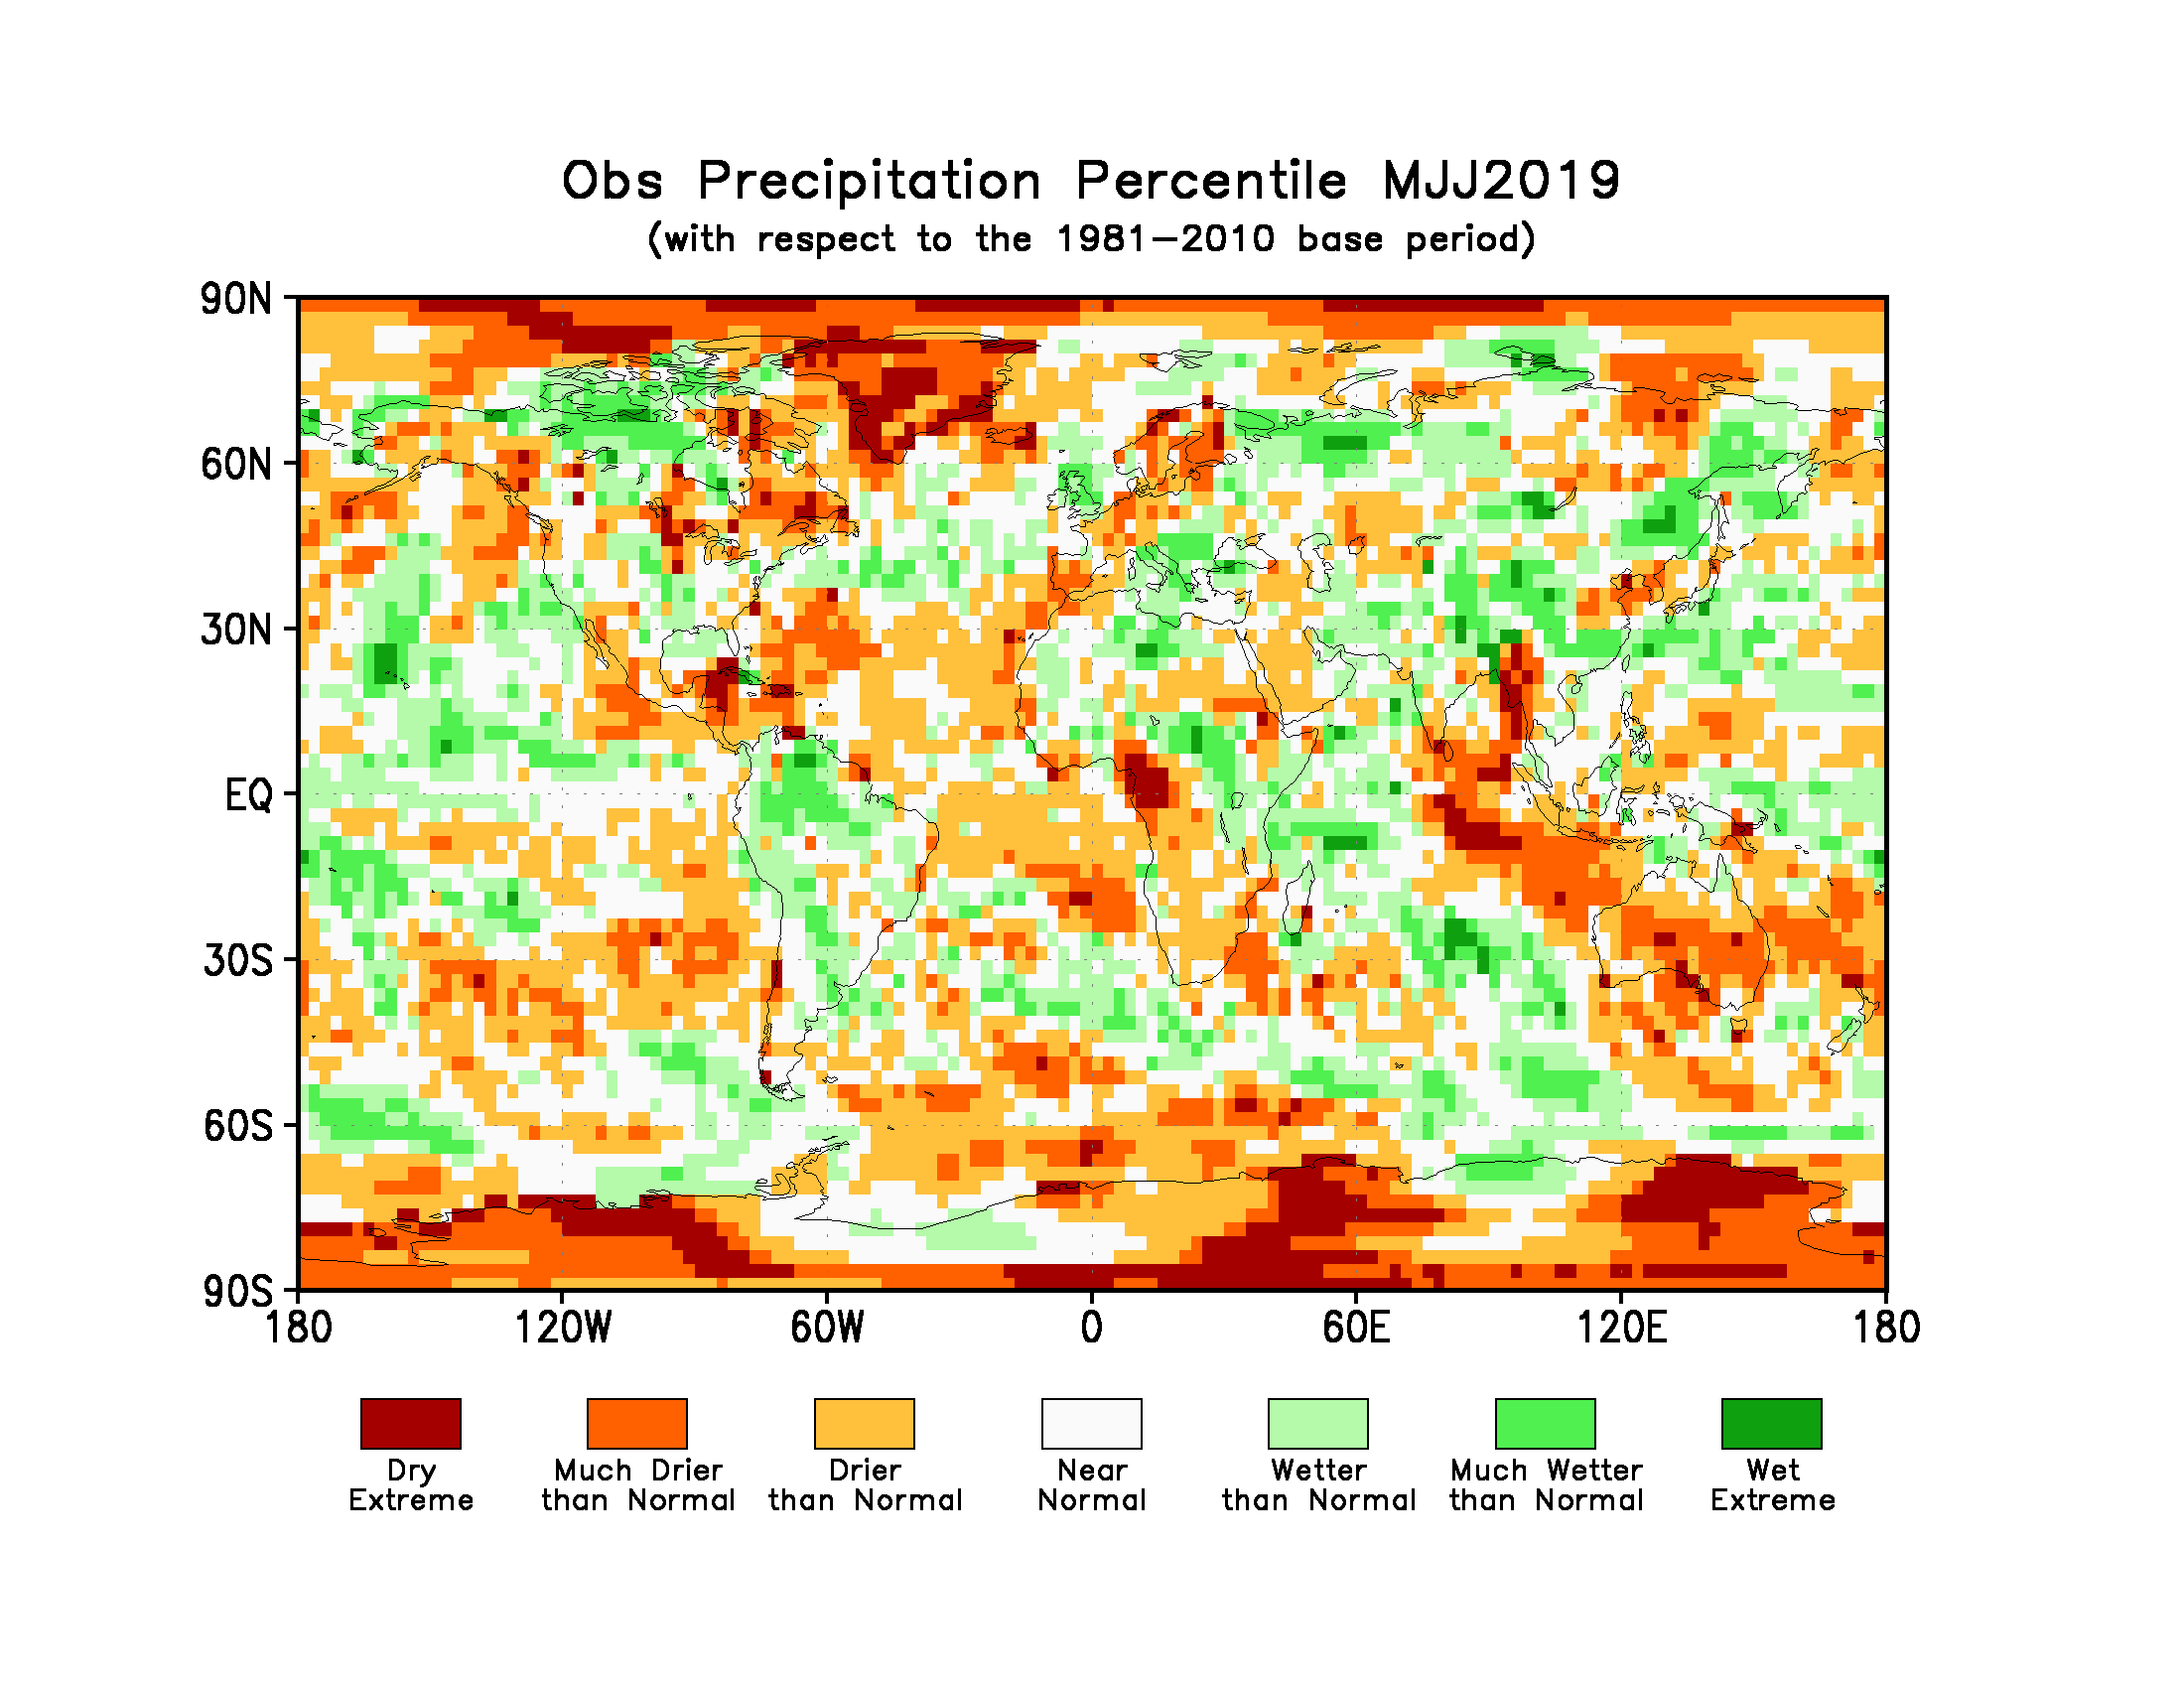 Obs Precipitation Percentile MJJ2019
(with respect to the 1981-2010 base period)
90N
60N
30N
EQ
30S
60S
90S
180 120W 60W 0 60E 120E 180
Dry Extreme
Much Drier than Normal
Drier than Normal
Near Normal
Wetter than Normal
Much Wetter than Normal
Wet Extreme